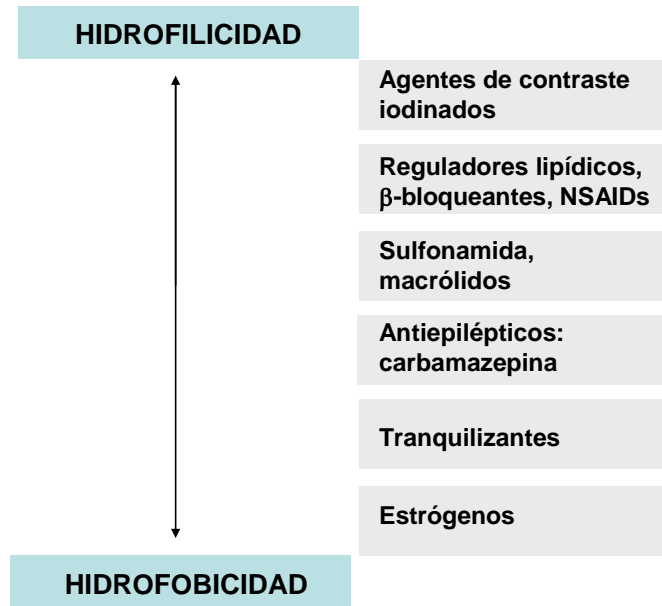 HIDROFILICIDAD
Agentes de contraste
iodinados
Reguladores lipídicos,
β-bloqueantes, NSAIDs
Sulfonamida,
macrólidos
Antiepilépticos:
carbamazepina
Tranquilizantes
Estrógenos
HIDROFOBICIDAD